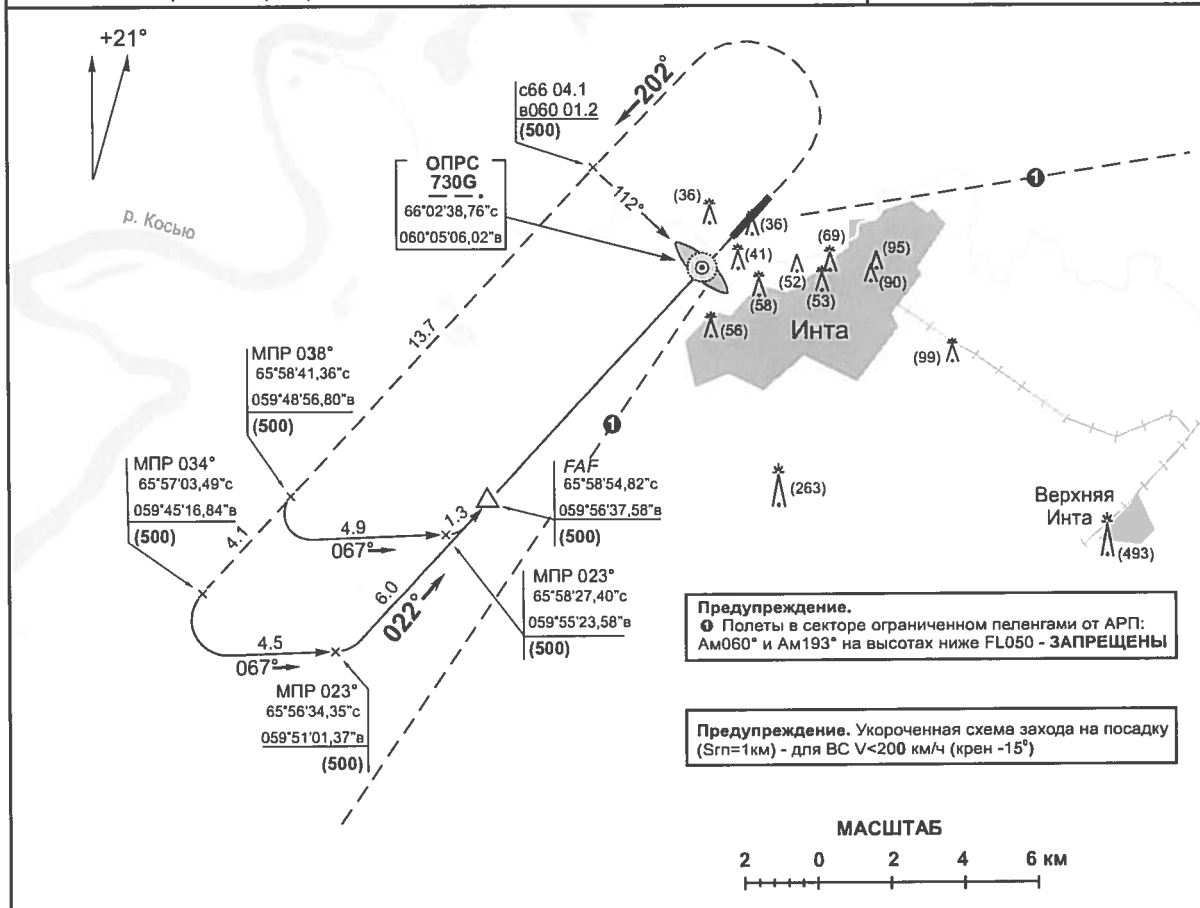 +21°
202°
с66 04.1
в060 01.2
(500)
ОПРС
730G
66°02'38,76"с
060°05'06,02"в
112°
р. Косью
(36)
(36)
(41)
(69)
(95)
(52)
(53)
(90)
(58)
(56)
Инта
(99)
❶
13.7
МПР 038°
65°58'41,36"с
059°48'56,80"в
(500)
❶
МПР 034°
65°57'03,49"с
059°45'16,84"в
(500)
FAF
65°58'54,82"с
059°56'37,58"в
(500)
(263)
Верхняя
Инта
(493)
4.1
4.9
067°
1.3
6.0
022°
МПР 023°
65°58'27,40"с
059°55'23,58"в
(500)
4.5
067°
МПР 023°
65°56'34,35"с
059°51'01,37"в
(500)
Предупреждение.
❶ Полеты в секторе ограниченном пеленгами от АРП:
Ам060° и Ам193° на высотах ниже FL050 - ЗАПРЕЩЕНЫ
Предупреждение. Укороченная схема захода на посадку
(Sгп=1км) - для ВС V<200 км/ч (крен -15°)
МАСШТАБ
2 0 2 4 6 км